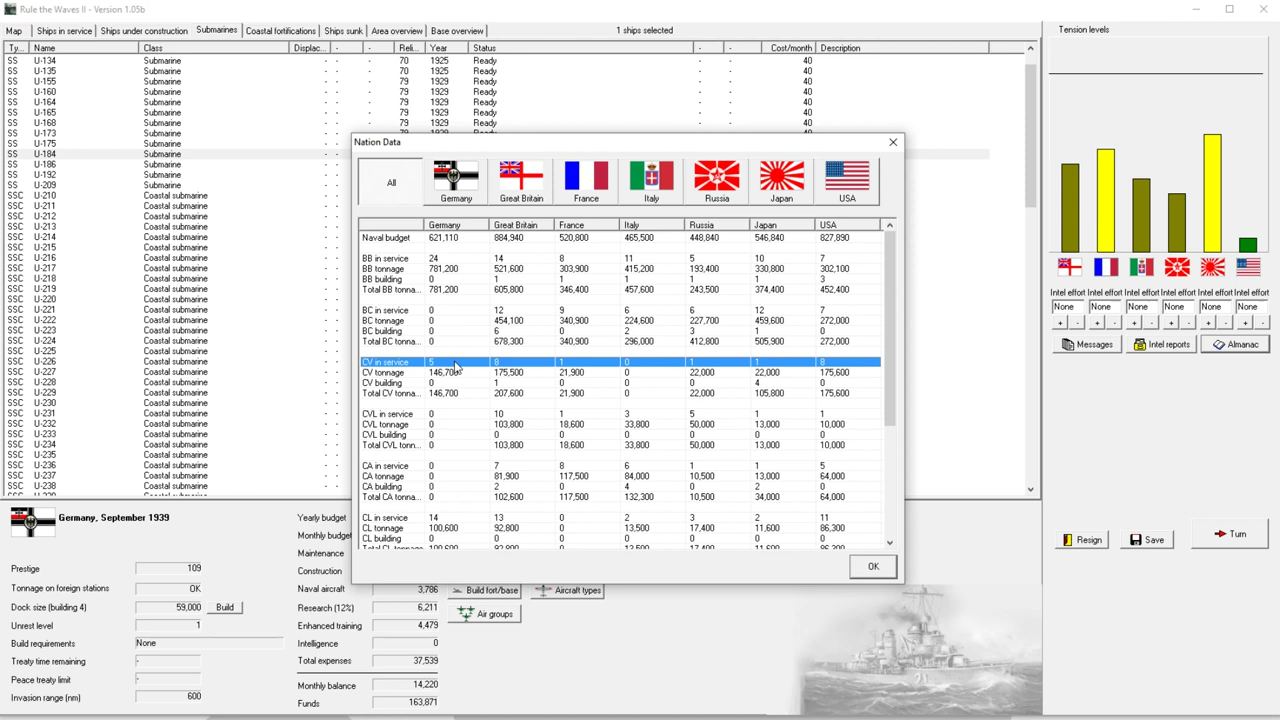 Rule the Waves II - Version 1.05b
Map Ships in service Ships under construction Submarines Coastal fortifications Ships sunk Area overview Base overview 1 ships selected
Ty... Name Class Displac... - - Reli... Year Status - - Cost/month Description
SS U-134 Submarine - - - 70 1925 Ready - - 40
SS U-135 Submarine - - - 70 1925 Ready - - 40
SS U-155 Submarine - - - 79 1929 Ready - - 40
SS U-160 Submarine - - - 79 1929 Ready - - 40
SS U-164 Submarine - - - 79 1929 Ready - - 40
SS U-165 Submarine - - - 79 1929 Ready - - 40
SS U-168 Submarine - - - 79 1929 Ready - - 40
SS U-173 Submarine
SS U-175 Submarine
SS U-184 Submarine
SS U-186 Submarine
SS U-192 Submarine
SS U-209 Submarine
SSC U-210 Coastal submarine
SSC U-211 Coastal submarine
SSC U-212 Coastal submarine
SSC U-213 Coastal submarine
SSC U-214 Coastal submarine
SSC U-215 Coastal submarine
SSC U-216 Coastal submarine
SSC U-217 Coastal submarine
SSC U-218 Coastal submarine
SSC U-219 Coastal submarine
SSC U-220 Coastal submarine
SSC U-221 Coastal submarine
SSC U-222 Coastal submarine
SSC U-223 Coastal submarine
SSC U-224 Coastal submarine
SSC U-225 Coastal submarine
SSC U-226 Coastal submarine
SSC U-227 Coastal submarine
SSC U-228 Coastal submarine
SSC U-229 Coastal submarine
SSC U-230 Coastal submarine
SSC U-231 Coastal submarine
SSC U-232 Coastal submarine
SSC U-233 Coastal submarine
SSC U-234 Coastal submarine
SSC U-235 Coastal submarine
SSC U-236 Coastal submarine
SSC U-237 Coastal submarine
SSC U-238 Coastal submarine
Nation Data
All Germany Great Britain France Italy Russia Japan USA
Germany Great Britain France Italy Russia Japan USA
Naval budget 621,110 884,940 520,800 465,500 448,840 546,840 827,890
BB in service 24 14 8 11 5 10 7
BB tonnage 781,200 521,600 303,900 415,200 193,400 330,800 302,100
BB building 0 1 1 1 1 1 3
Total BB tonna... 781,200 605,800 346,400 457,600 243,500 374,400 452,400
BC in service 0 12 9 6 6 12 7
BC tonnage 0 454,100 340,900 224,600 227,700 459,600 272,000
BC building 0 6 0 2 3 1 0
Total BC tonna... 0 678,300 340,900 296,000 412,800 505,900 272,000
CV in service 5 8 1 0 1 1 8
CV tonnage 146,700 175,500 21,900 0 22,000 22,000 175,600
CV building 0 1 0 0 0 4 0
Total CV tonna... 146,700 207,600 21,900 0 22,000 105,800 175,600
CVL in service 0 10 1 3 5 1 1
CVL tonnage 0 103,800 18,600 33,800 50,000 13,000 10,000
CVL building 0 0 0 0 0 0 0
Total CVL tonn... 0 103,800 18,600 33,800 50,000 13,000 10,000
CA in service 0 7 8 6 1 1 5
CA tonnage 0 81,900 117,500 84,000 10,500 12,000 64,000
CA building 0 2 0 4 0 2 0
Total CA tonna... 0 102,600 117,500 132,300 10,500 34,000 64,000
CL in service 14 13 0 2 3 2 11
CL tonnage 100,600 92,800 0 13,500 17,400 11,600 86,300
CL building 0 0 0 0 0 0 0
OK
Tension levels
Intel effort Intel effort Intel effort Intel effort Intel effort Intel effort
None None None None None None
+ - + - + - + - + - + -
Messages Intel reports Almanac
Resign Save Turn
Germany, September 1939
Prestige 109
Tonnage on foreign stations OK
Dock size (building 4) 59,000 Build
Unrest level 1
Build requirements None
Treaty time remaining -
Peace treaty limit -
Invasion range (nm) 600
Yearly budget
Monthly budget
Maintenance
Construction
Naval aircraft 3,786
Research (12%) 6,211
Enhanced training 4,479
Intelligence 0
Total expenses 37,539
Monthly balance 14,220
Funds 163,871
Build fort/base Aircraft types
Air groups